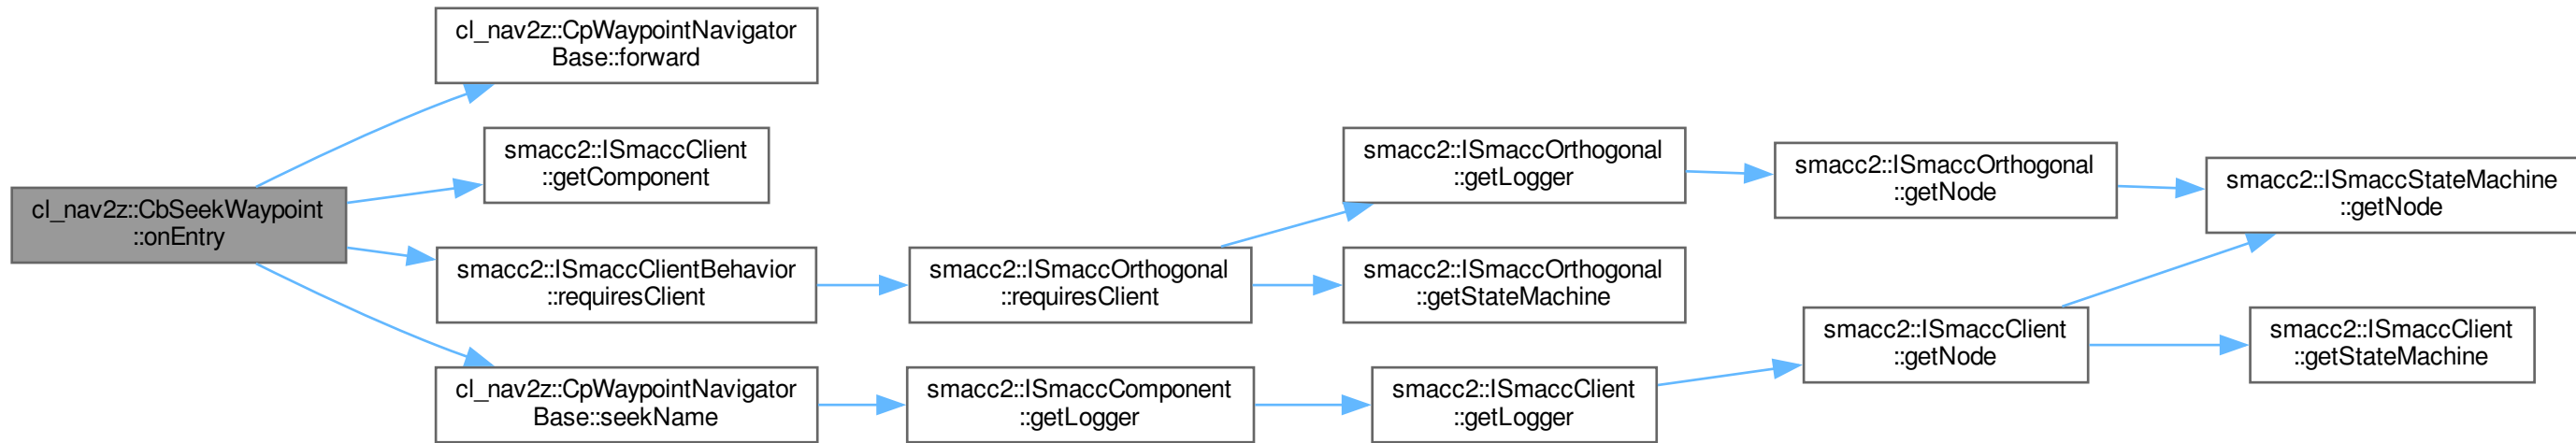 cl_nav2z::CbSeekWaypoint
::onEntry
cl_nav2z::CpWaypointNavigator
Base::forward
smacc2::ISmaccClient
::getComponent
smacc2::ISmaccClientBehavior
::requiresClient
smacc2::ISmaccOrthogonal
::requiresClient
smacc2::ISmaccOrthogonal
::getLogger
smacc2::ISmaccOrthogonal
::getNode
smacc2::ISmaccStateMachine
::getNode
smacc2::ISmaccOrthogonal
::getStateMachine
cl_nav2z::CpWaypointNavigator
Base::seekName
smacc2::ISmaccComponent
::getLogger
smacc2::ISmaccClient
::getLogger
smacc2::ISmaccClient
::getNode
smacc2::ISmaccClient
::getStateMachine